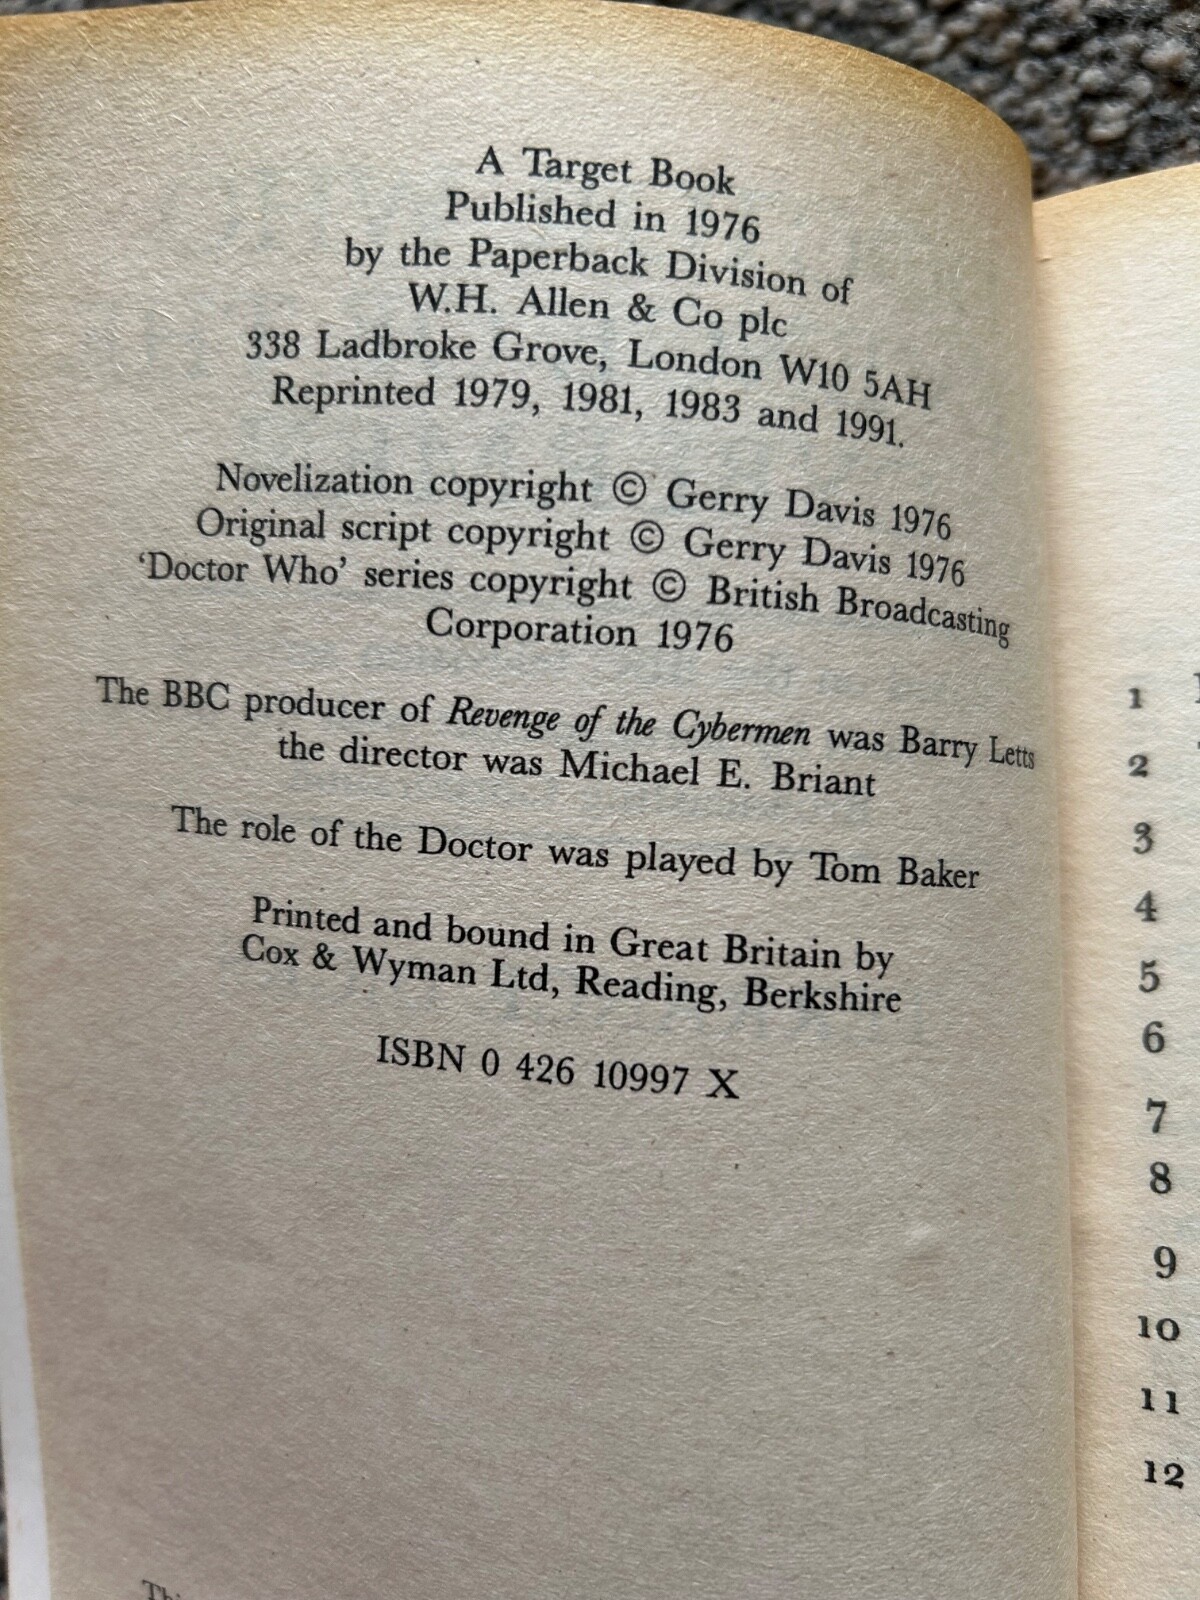 A Target Book
Published in 1976
by the Paperback Division of
W.H. Allen & Co plc
338 Ladbroke Grove, London W10 5AH
Reprinted 1979, 1981, 1983 and 1991.
Novelization copyright © Gerry Davis 1976
Original script copyright © Gerry Davis 1976
‘Doctor Who’ series copyright © British Broadcasting
Corporation 1976
The BBC producer of Revenge of the Cybermen was Barry Letts
the director was Michael E. Briant
The role of the Doctor was played by Tom Baker
Printed and bound in Great Britain by
Cox & Wyman Ltd, Reading, Berkshire
ISBN 0 426 10997 X
1
2
3
4
5
6
7
8
9
10
11
12